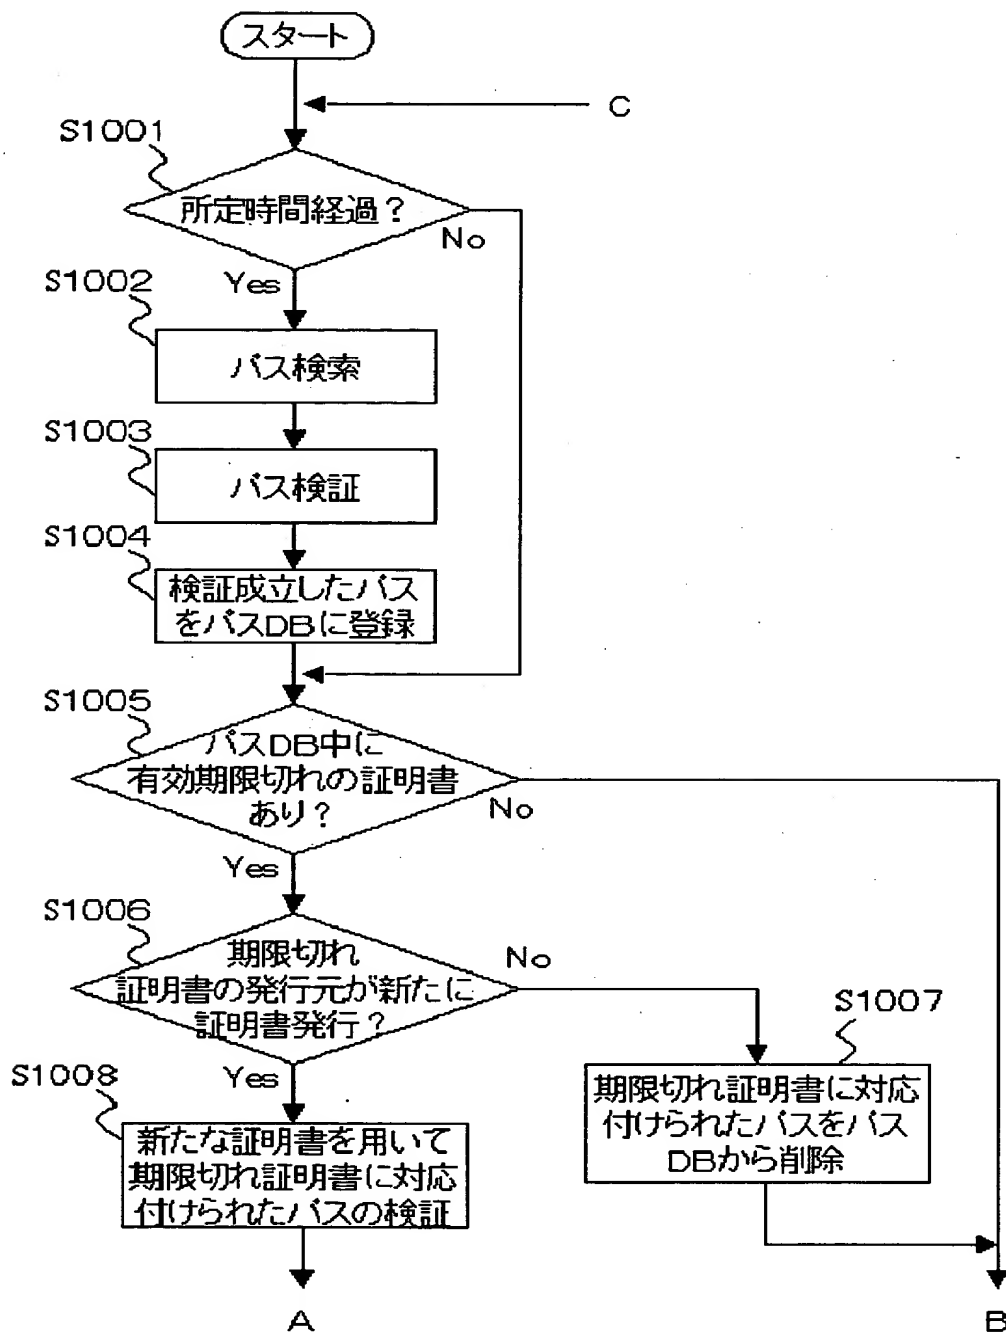 スタート
C
S1001
所定時間経過？
No
Yes
S1002
パス検索
S1003
パス検証
S1004
検証成立したパス
をパスDBに登録
S1005
パスDB中に
有効期限切れの証明書
あり？
No
Yes
S1006
期限切れ
証明書の発行元が新たに
証明書発行？
No
Yes
S1007
期限切れ証明書に対応
付けられたパスをパス
DBから削除
S1008
新たな証明書を用いて
期限切れ証明書に対応
付けられたパスの検証
A
B